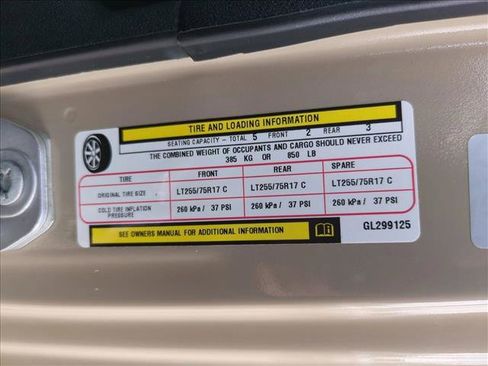 TIRE AND LOADING INFORMATION
SEATING CAPACITY - TOTAL 5 FRONT 2 REAR 3
THE COMBINED WEIGHT OF OCCUPANTS AND CARGO SHOULD NEVER EXCEED
385 KG OR 850 LB
TIRE FRONT REAR SPARE
ORIGINAL TIRE SIZE LT255/75R17 C LT255/75R17 C LT255/75R17 C
COLD TIRE INFLATION PRESSURE 260 kPa / 37 PSI 260 kPa / 37 PSI 260 kPa / 37 PSI
SEE OWNERS MANUAL FOR ADDITIONAL INFORMATION GL299125